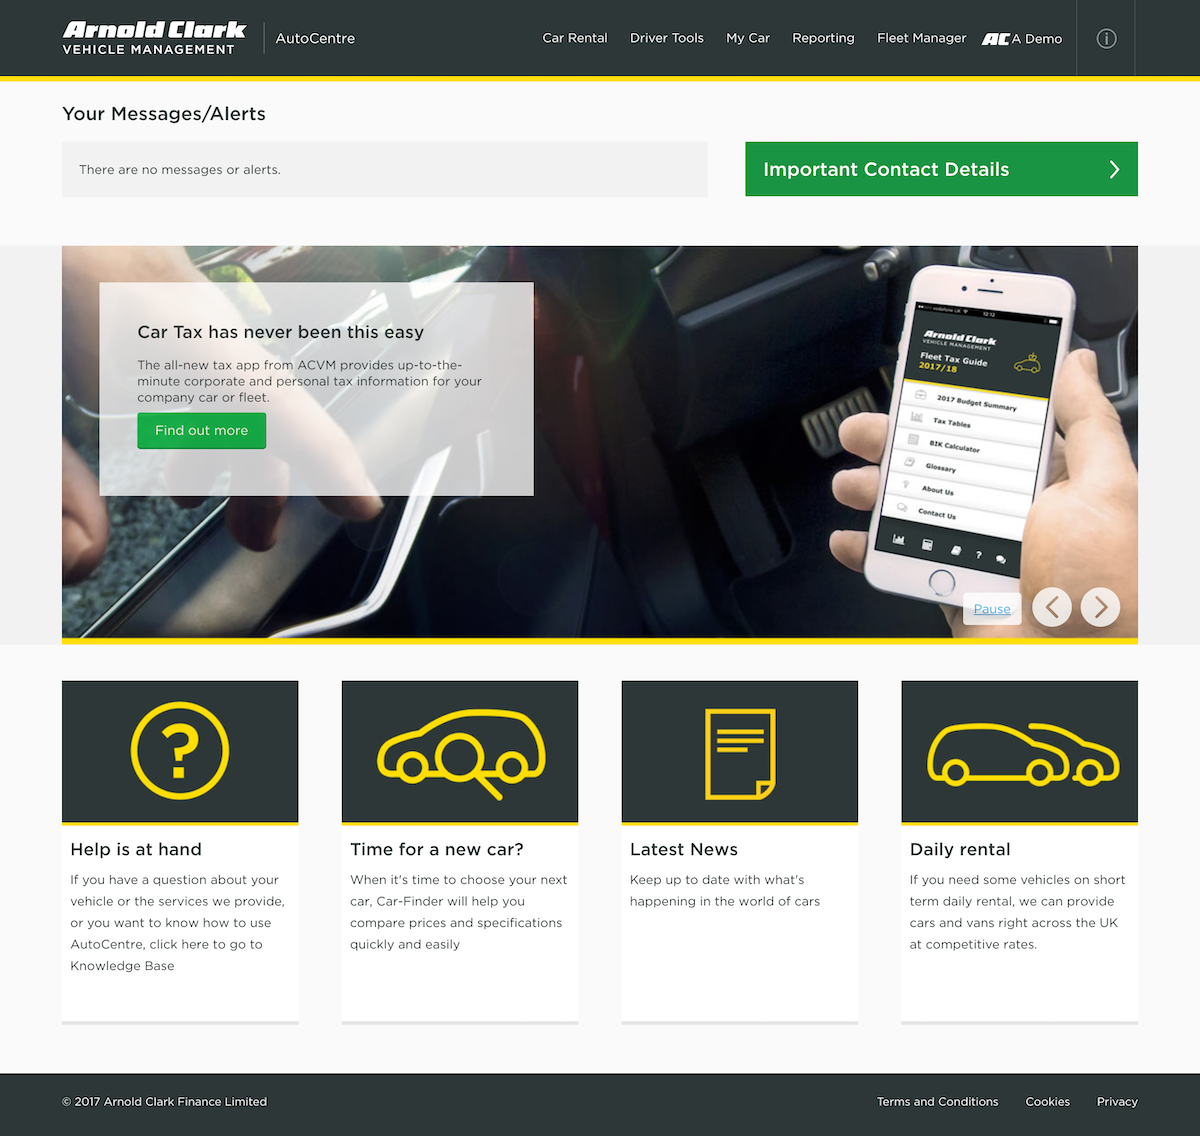 Arnold Clark
VEHICLE MANAGEMENT
AutoCentre
Car Rental
Driver Tools
My Car
Reporting
Fleet Manager
AC A Demo
i
Your Messages/Alerts
There are no messages or alerts.
Important Contact Details
Car Tax has never been this easy
The all-new tax app from ACVM provides up-to-the-
minute corporate and personal tax information for your
company car or fleet.
Find out more
vodafone UK
12:12
Arnold Clark
VEHICLE MANAGEMENT
Fleet Tax Guide
2017/18
2017 Budget Summary
Tax Tables
BIK Calculator
Glossary
About Us
Contact Us
?
Pause
?
Help is at hand
If you have a question about your
vehicle or the services we provide,
or you want to know how to use
AutoCentre, click here to go to
Knowledge Base
Time for a new car?
When it's time to choose your next
car, Car-Finder will help you
compare prices and specifications
quickly and easily
Latest News
Keep up to date with what's
happening in the world of cars
Daily rental
If you need some vehicles on short
term daily rental, we can provide
cars and vans right across the UK
at competitive rates.
© 2017 Arnold Clark Finance Limited
Terms and Conditions
Cookies
Privacy